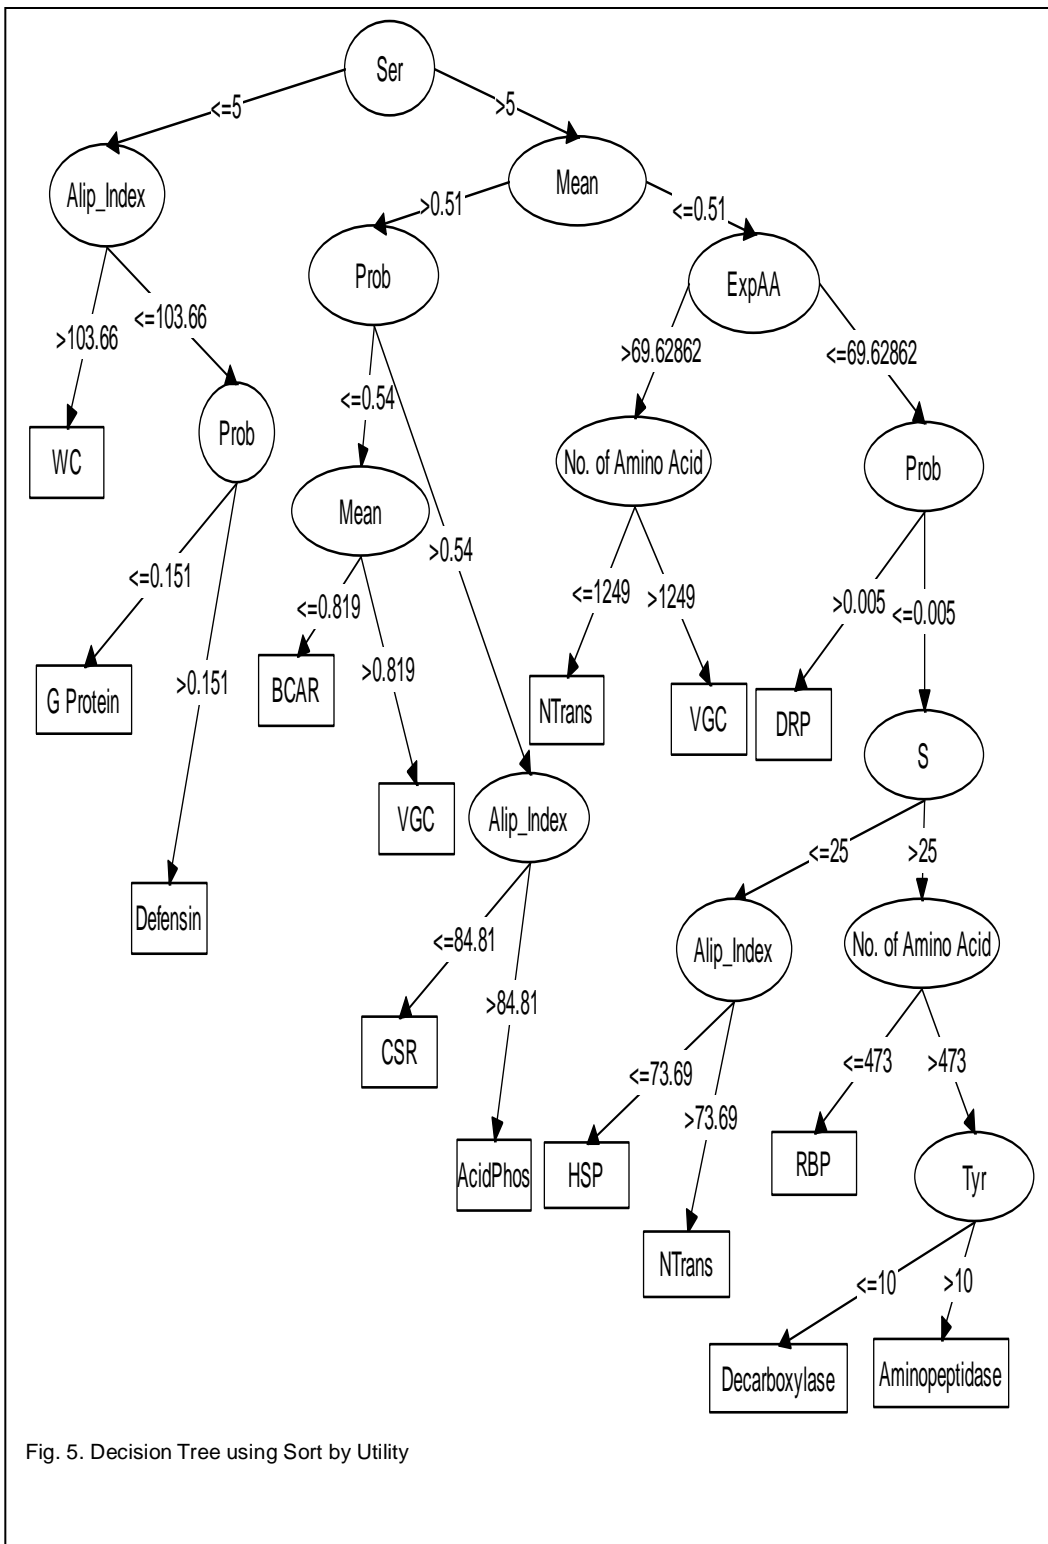 Ser
<=5
>5
Alip_Index
Mean
>0.51
<=0.51
Prob
ExpAA
>103.66
<=103.66
>69.62862
<=69.62862
<=0.54
WC
Prob
No. of Amino Acid
Prob
Mean
>0.54
<=0.151
<=0.819
<=1249
>1249
>0.005
<=0.005
G Protein
>0.151
BCAR
>0.819
NTrans
VGC
DRP
S
VGC
Alip_Index
<=25
>25
Defensin
<=84.81
Alip_Index
No. of Amino Acid
>84.81
CSR
<=73.69
>73.69
<=473
>473
AcidPhos
HSP
RBP
Tyr
NTrans
<=10
>10
Decarboxylase
Aminopeptidase
Fig. 5. Decision Tree using Sort by Utility